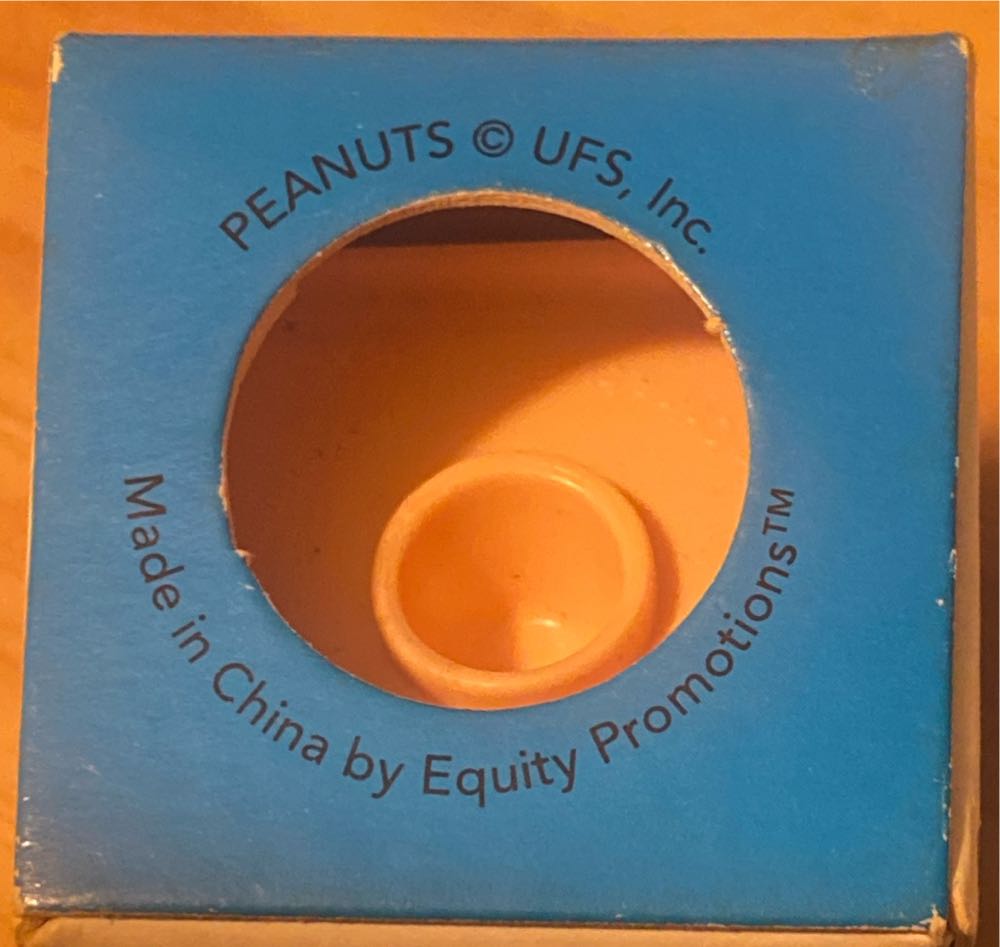 PEANUTS © UFS, Inc.
Made in China by Equity Promotions™